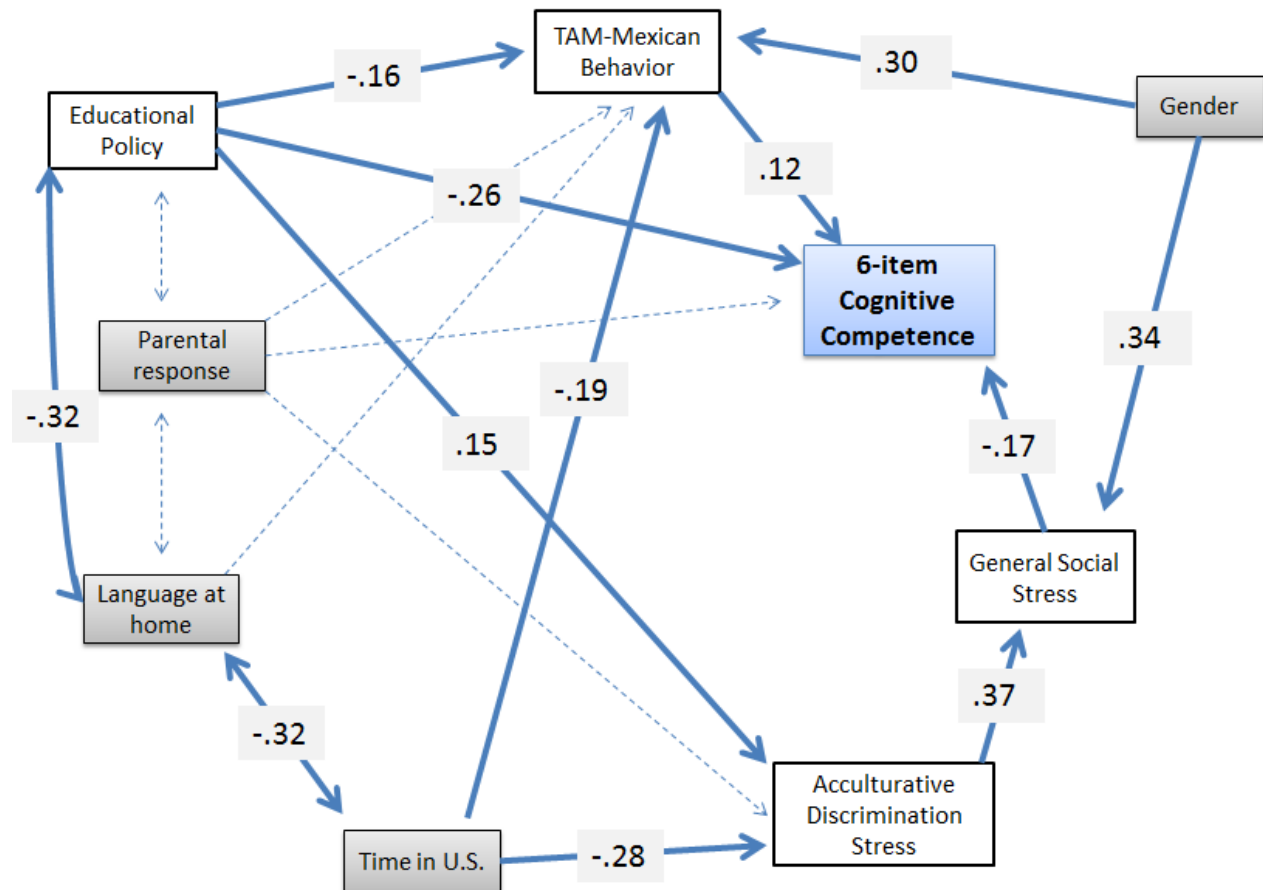 TAM-Mexican
Behavior
-.16
.30
Educational
Policy
Gender
.12
-.26
6-item
Cognitive
Competence
Parental
response
.34
-.32
-.19
.15
-.17
General Social
Stress
Language at
home
.37
-.32
Acculturative
Discrimination
Stress
Time in U.S.
-.28